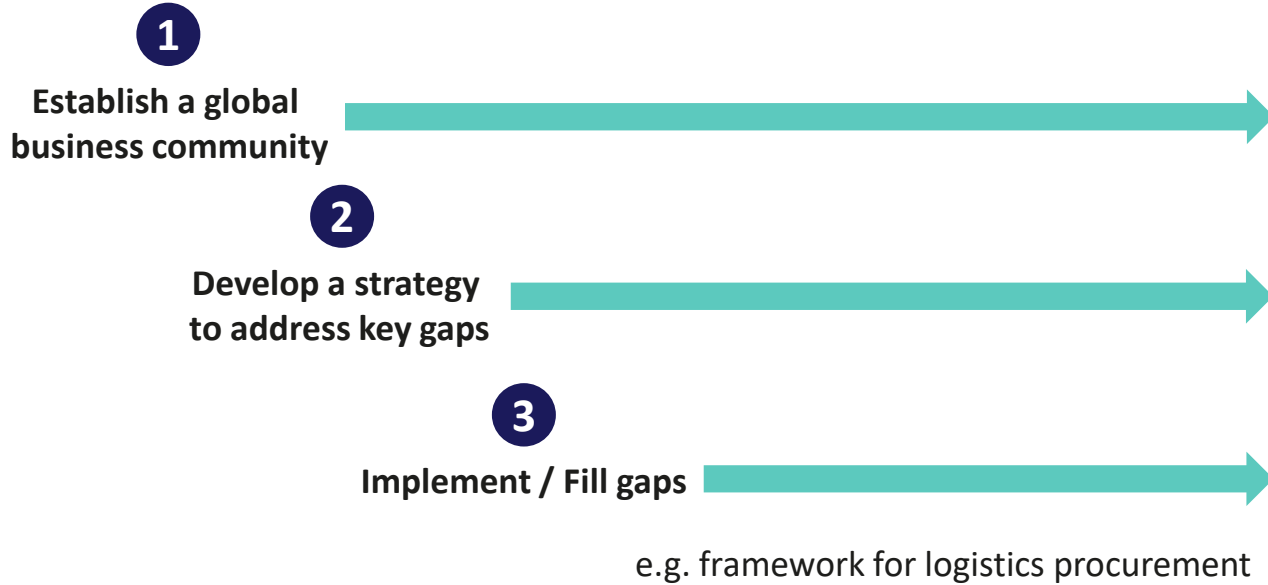 1
Establish a global
business community
2
Develop a strategy
to address key gaps
3
Implement / Fill gaps
e.g. framework for logistics procurement